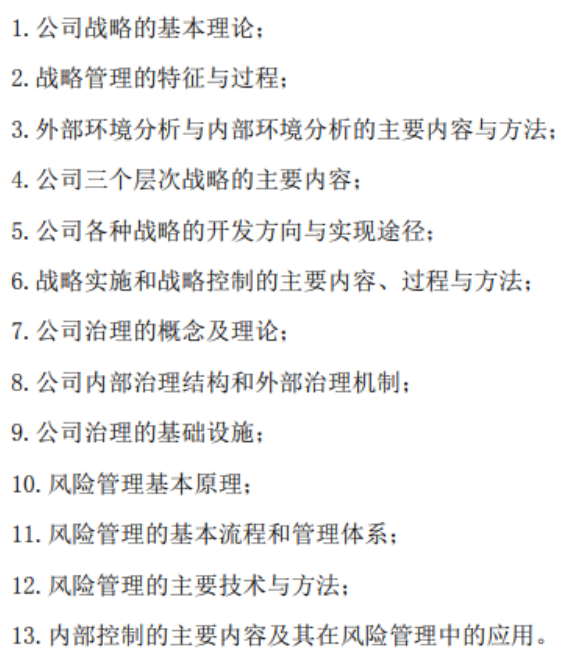 1. 公司战略的基本理论；
2. 战略管理的特征与过程；
3. 外部环境分析与内部环境分析的主要内容与方法；
4. 公司三个层次战略的主要内容；
5. 公司各种战略的开发方向与实现途径；
6. 战略实施和战略控制的主要内容、过程与方法；
7. 公司治理的概念及理论；
8. 公司内部治理结构和外部治理机制；
9. 公司治理的基础设施；
10. 风险管理基本原理；
11. 风险管理的基本流程和管理体系；
12. 风险管理的主要技术与方法；
13. 内部控制的主要内容及其在风险管理中的应用。